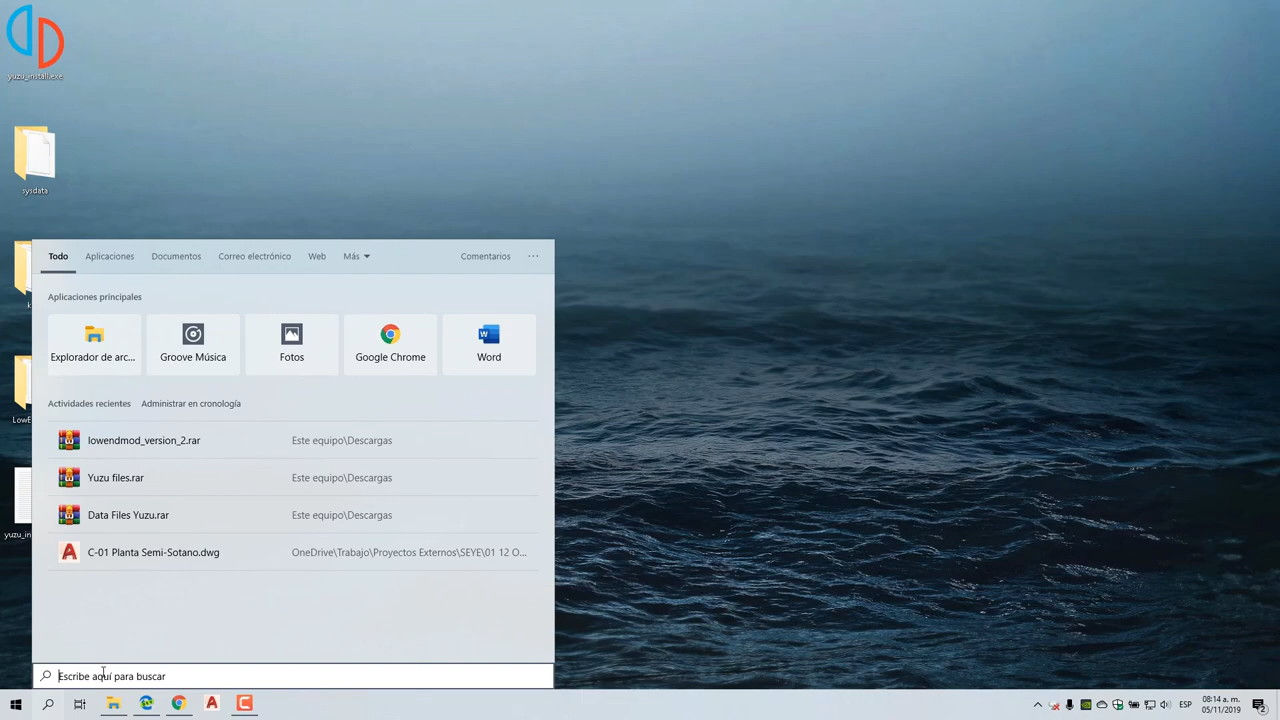 yuzu_install.exe
sysdata
k
LowE
yuzu_in
Todo
Aplicaciones
Documentos
Correo electrónico
Web
Más
Comentarios
Aplicaciones principales
Explorador de arc...
Groove Música
Fotos
Google Chrome
Word
Actividades recientes
Administrar en cronología
lowendmod_version_2.rar
Este equipo\Descargas
Yuzu files.rar
Este equipo\Descargas
Data Files Yuzu.rar
Este equipo\Descargas
C-01 Planta Semi-Sotano.dwg
OneDrive\Trabajo\Proyectos Externos\SEYE\01 12 O...
Escribe aquí para buscar
ESP
08:14 a. m.
05/11/2019
2